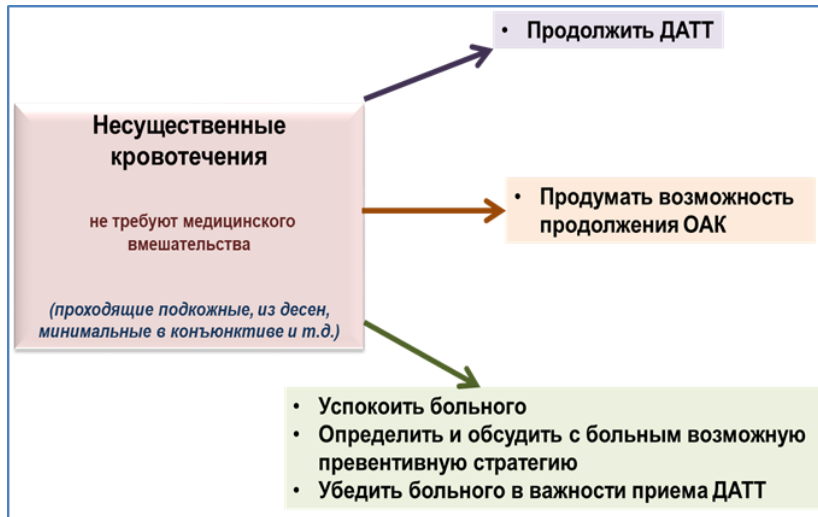 Несущественные
кровотечения
не требуют медицинского
вмешательства
(проходящие подкожные, из десен,
минимальные в конъюнктиве и т.д.)
• Продолжить ДАТТ
• Продумать возможность
продолжения ОАК
• Успокоить больного
• Определить и обсудить с больным возможную
превентивную стратегию
• Убедить больного в важности приема ДАТТ